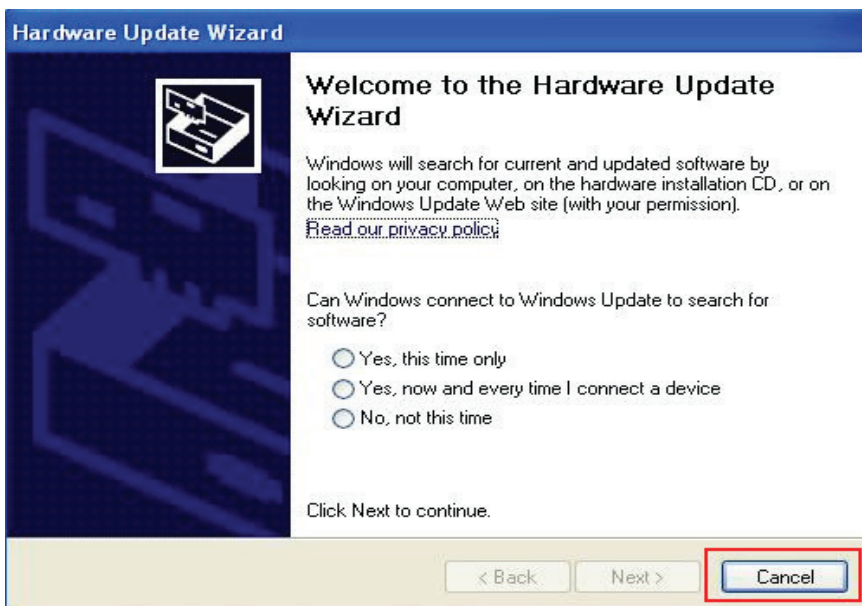 Hardware Update Wizard
Welcome to the Hardware Update
Wizard
Windows will search for current and updated software by
looking on your computer, on the hardware installation CD, or on
the Windows Update Web site (with your permission).
Read our privacy policy
Can Windows connect to Windows Update to search for
software?
Yes, this time only
Yes, now and every time I connect a device
No, not this time
Click Next to continue.
< Back Next > Cancel